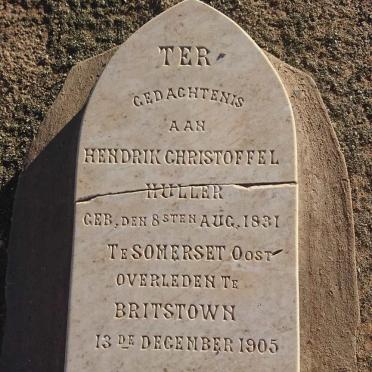 TER
GEDACHTENIS
AAN
HENDRIK CHRISTOFFEL
MULLER
GEB, DEN 8STEN AUG, 1831
TE SOMERSET OOST
OVERLEDEN TE
BRITSTOWN
13DE DECEMBER 1905